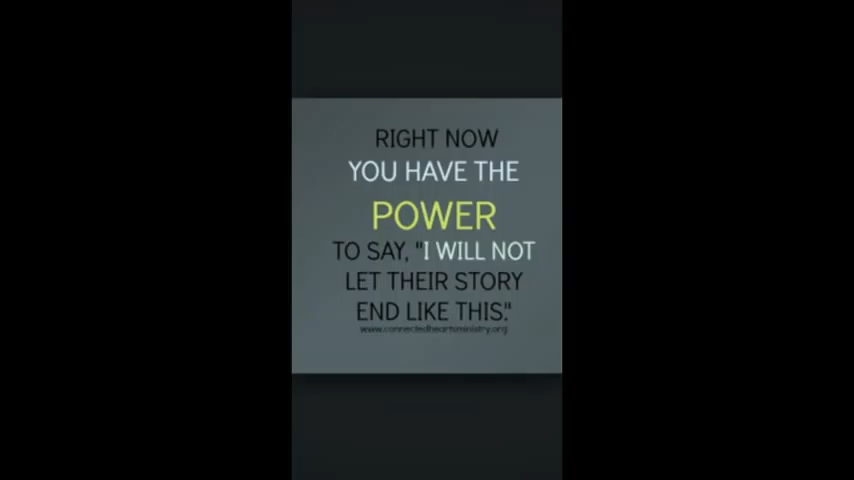 RIGHT NOW
YOU HAVE THE
POWER
TO SAY, "I WILL NOT
LET THEIR STORY
END LIKE THIS."
www.connectedheartsministry.org